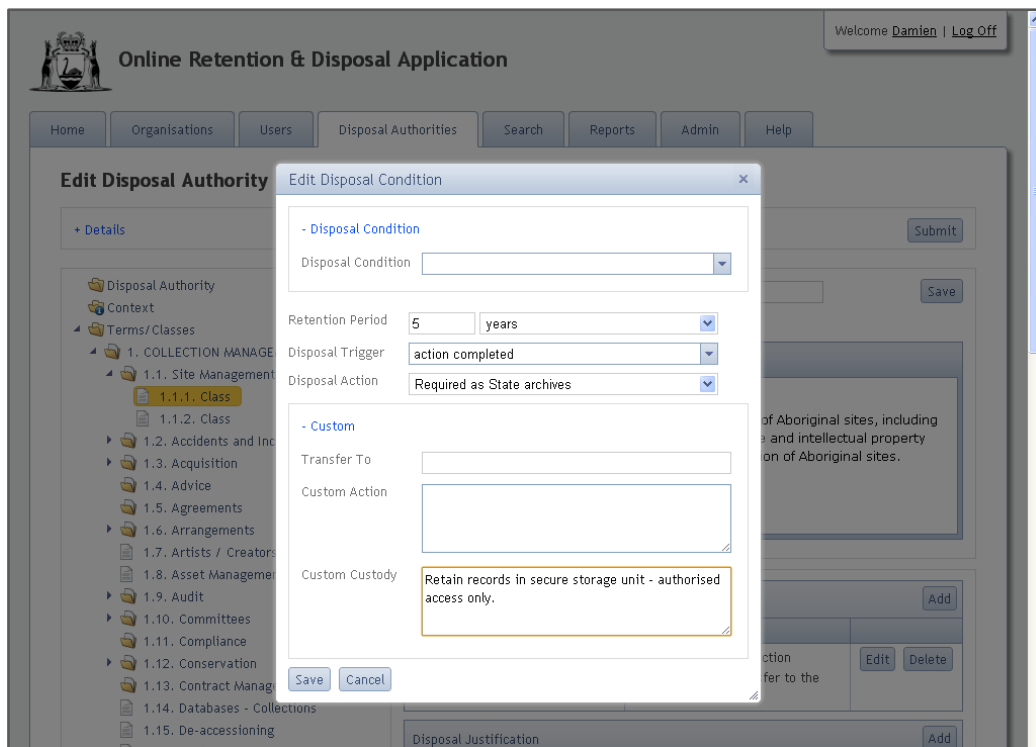 Welcome Damien | Log Off
Online Retention & Disposal Application
Home Organisations Users Disposal Authorities Search Reports Admin Help
Edit Disposal Authority
+ Details
Submit
Disposal Authority
Context
Terms/Classes
1. COLLECTION MANAGE
1.1. Site Management
1.1.1. Class
1.1.2. Class
1.2. Accidents and Inc
1.3. Acquisition
1.4. Advice
1.5. Agreements
1.6. Arrangements
1.7. Artists / Creators
1.8. Asset Managemen
1.9. Audit
1.10. Committees
1.11. Compliance
1.12. Conservation
1.13. Contract Manag
1.14. Databases - Collections
1.15. De-accessioning
Edit Disposal Condition
- Disposal Condition
Disposal Condition
Retention Period 5 years
Disposal Trigger action completed
Disposal Action Required as State archives
- Custom
Transfer To
Custom Action
Custom Custody Retain records in secure storage unit - authorised
access only.
Save Cancel
Save
of Aboriginal sites, including
and intellectual property
on of Aboriginal sites.
Add
ction
fer to the
Edit Delete
Disposal Justification
Add